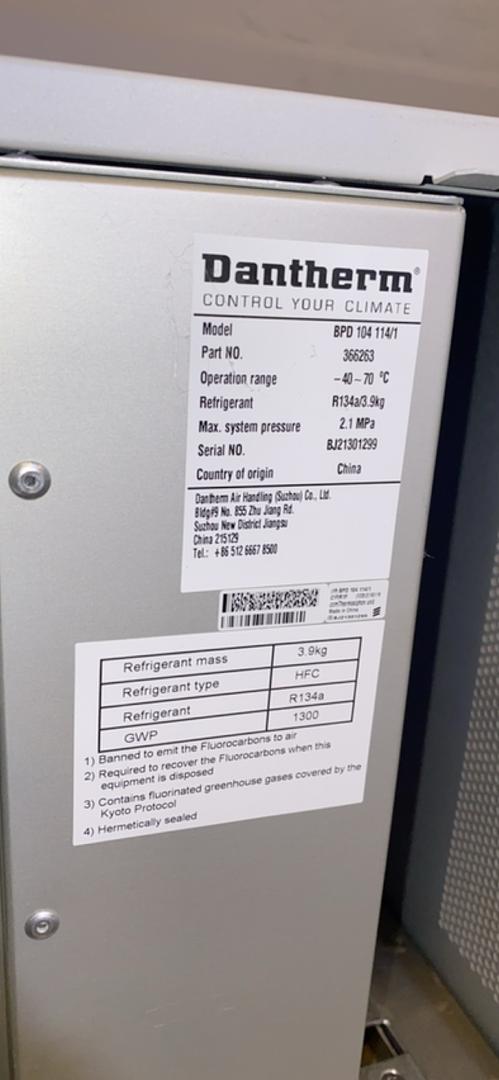 Dantherm®
CONTROL YOUR CLIMATE
Model BPD 104 114/1
Part NO. 366263
Operation range -40~70 °C
Refrigerant R134a/3.9kg
Max. system pressure 2.1 MPa
Serial NO. BJ21301299
Country of origin China
Dantherm Air Handling (Suzhou) Co., Ltd.
Bldg#9 No. 855 Zhu Jiang Rd.
Suzhou New District Jiangsu
China 215129
Tel.: +86 512 6667 8500
Made in China
Refrigerant mass 3.9kg
Refrigerant type HFC
Refrigerant R134a
GWP 1300
1) Banned to emit the Fluorocarbons to air
2) Required to recover the Fluorocarbons when this
equipment is disposed
3) Contains fluorinated greenhouse gases covered by the
Kyoto Protocol
4) Hermetically sealed